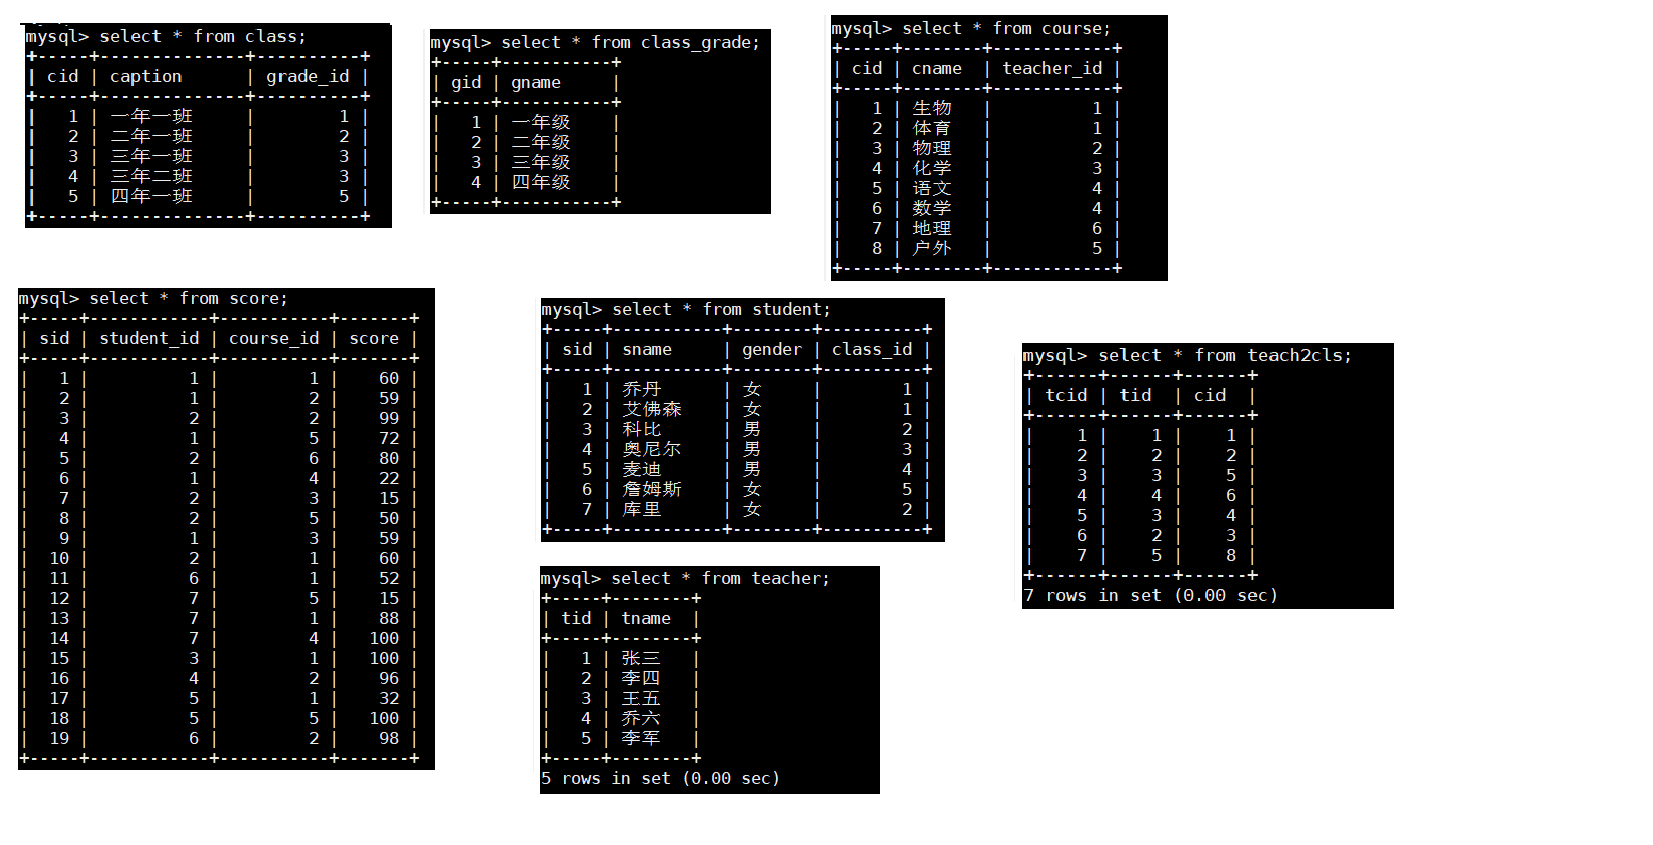 mysql> select * from class;
+-----+--------------+----------+
| cid | caption | grade_id |
+-----+--------------+----------+
| 1 | 一年一班 | 1 |
| 2 | 二年一班 | 2 |
| 3 | 三年一班 | 3 |
| 4 | 三年二班 | 3 |
| 5 | 四年一班 | 5 |
+-----+--------------+----------+
mysql> select * from class_grade;
+-----+-----------+
| gid | gname |
+-----+-----------+
| 1 | 一年级 |
| 2 | 二年级 |
| 3 | 三年级 |
| 4 | 四年级 |
+-----+-----------+
mysql> select * from course;
+-----+--------+------------+
| cid | cname | teacher_id |
+-----+--------+------------+
| 1 | 生物 | 1 |
| 2 | 体育 | 1 |
| 3 | 物理 | 2 |
| 4 | 化学 | 3 |
| 5 | 语文 | 4 |
| 6 | 数学 | 4 |
| 7 | 地理 | 6 |
| 8 | 户外 | 5 |
+-----+--------+------------+
mysql> select * from score;
+-----+------------+-----------+-------+
| sid | student_id | course_id | score |
+-----+------------+-----------+-------+
| 1 | 1 | 1 | 60 |
| 2 | 1 | 2 | 59 |
| 3 | 2 | 2 | 99 |
| 4 | 1 | 5 | 72 |
| 5 | 2 | 6 | 80 |
| 6 | 1 | 4 | 22 |
| 7 | 2 | 3 | 15 |
| 8 | 2 | 5 | 50 |
| 9 | 1 | 3 | 59 |
| 10 | 2 | 1 | 60 |
| 11 | 6 | 1 | 52 |
| 12 | 7 | 5 | 15 |
| 13 | 7 | 1 | 88 |
| 14 | 7 | 4 | 100 |
| 15 | 3 | 1 | 100 |
| 16 | 4 | 2 | 96 |
| 17 | 5 | 1 | 32 |
| 18 | 5 | 5 | 100 |
| 19 | 6 | 2 | 98 |
+-----+------------+-----------+-------+
mysql> select * from student;
+-----+-----------+--------+----------+
| sid | sname | gender | class_id |
+-----+-----------+--------+----------+
| 1 | 乔丹 | 女 | 1 |
| 2 | 艾佛森 | 女 | 1 |
| 3 | 科比 | 男 | 2 |
| 4 | 奥尼尔 | 男 | 3 |
| 5 | 麦迪 | 男 | 4 |
| 6 | 詹姆斯 | 女 | 5 |
| 7 | 库里 | 女 | 2 |
+-----+-----------+--------+----------+
mysql> select * from teach2cls;
+------+------+------+
| tcid | tid | cid |
+------+------+------+
| 1 | 1 | 1 |
| 2 | 2 | 2 |
| 3 | 3 | 5 |
| 4 | 4 | 6 |
| 5 | 3 | 4 |
| 6 | 2 | 3 |
| 7 | 5 | 8 |
+------+------+------+
7 rows in set (0.00 sec)
mysql> select * from teacher;
+-----+--------+
| tid | tname |
+-----+--------+
| 1 | 张三 |
| 2 | 李四 |
| 3 | 王五 |
| 4 | 乔六 |
| 5 | 李军 |
+-----+--------+
5 rows in set (0.00 sec)